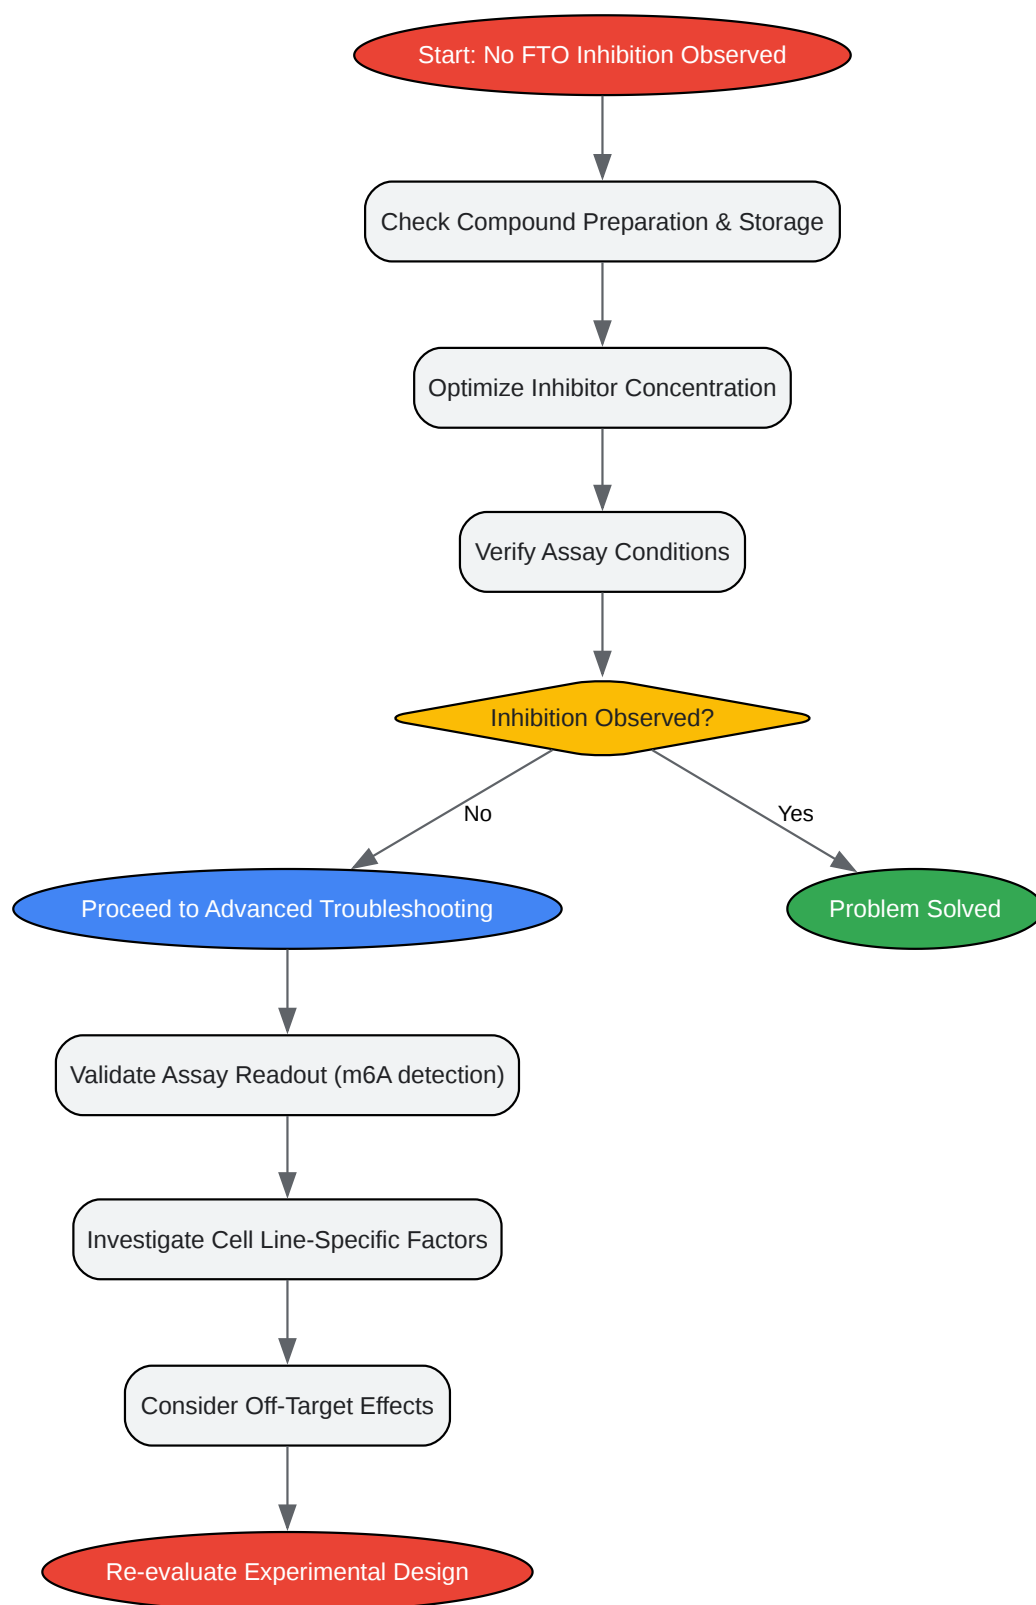 Start: No FTO Inhibition Observed
Check Compound Preparation & Storage
Optimize Inhibitor Concentration
Verify Assay Conditions
Inhibition Observed?
No
Yes
Proceed to Advanced Troubleshooting
Problem Solved
Validate Assay Readout (m6A detection)
Investigate Cell Line-Specific Factors
Consider Off-Target Effects
Re-evaluate Experimental Design